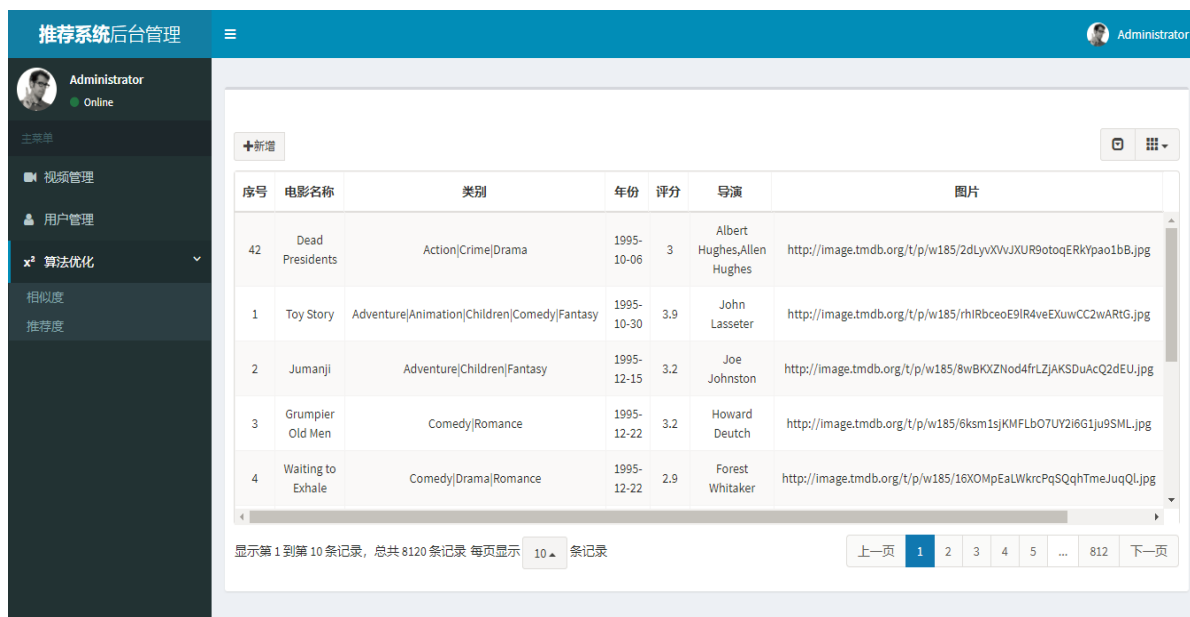 推荐系统后台管理
Administrator
Administrator
Online
主菜单
视频管理
用户管理
x² 算法优化
相似度
推荐度
新增
序号 电影名称 类别 年份 评分 导演 图片
42 Dead Presidents Action|Crime|Drama 1995-10-06 3 Albert Hughes,Allen Hughes http://image.tmdb.org/t/p/w185/2dLyvXVvJXUR9otoqERkYpao1bB.jpg
1 Toy Story Adventure|Animation|Children|Comedy|Fantasy 1995-10-30 3.9 John Lasseter http://image.tmdb.org/t/p/w185/rhIRbceoE9lR4veEXuwCC2wARtG.jpg
2 Jumanji Adventure|Children|Fantasy 1995-12-15 3.2 Joe Johnston http://image.tmdb.org/t/p/w185/8wBKXZNod4frLZjAKSDuAcQ2dEU.jpg
3 Grumpier Old Men Comedy|Romance 1995-12-22 3.2 Howard Deutch http://image.tmdb.org/t/p/w185/6ksm1sjKMFLbO7UY2i6G1ju9SML.jpg
4 Waiting to Exhale Comedy|Drama|Romance 1995-12-22 2.9 Forest Whitaker http://image.tmdb.org/t/p/w185/16XOMpEaLWkrcPqSQqhTmeJuqQl.jpg
显示第 1 到第 10 条记录，总共 8120 条记录 每页显示 10 条记录
上一页 1 2 3 4 5 ... 812 下一页